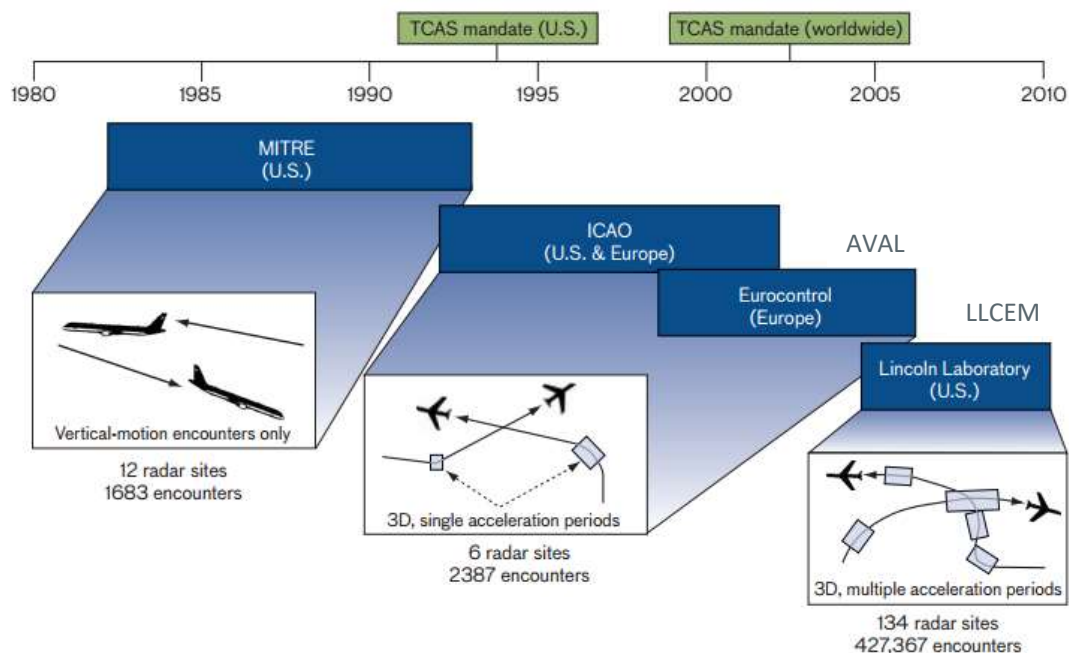 TCAS mandate (U.S.)
TCAS mandate (worldwide)
1980
1985
1990
1995
2000
2005
2010
MITRE
(U.S.)
ICAO
(U.S. & Europe)
AVAL
Eurocontrol
(Europe)
LLCEM
Lincoln Laboratory
(U.S.)
Vertical-motion encounters only
12 radar sites
1683 encounters
3D, single acceleration periods
6 radar sites
2387 encounters
3D, multiple acceleration periods
134 radar sites
427,367 encounters